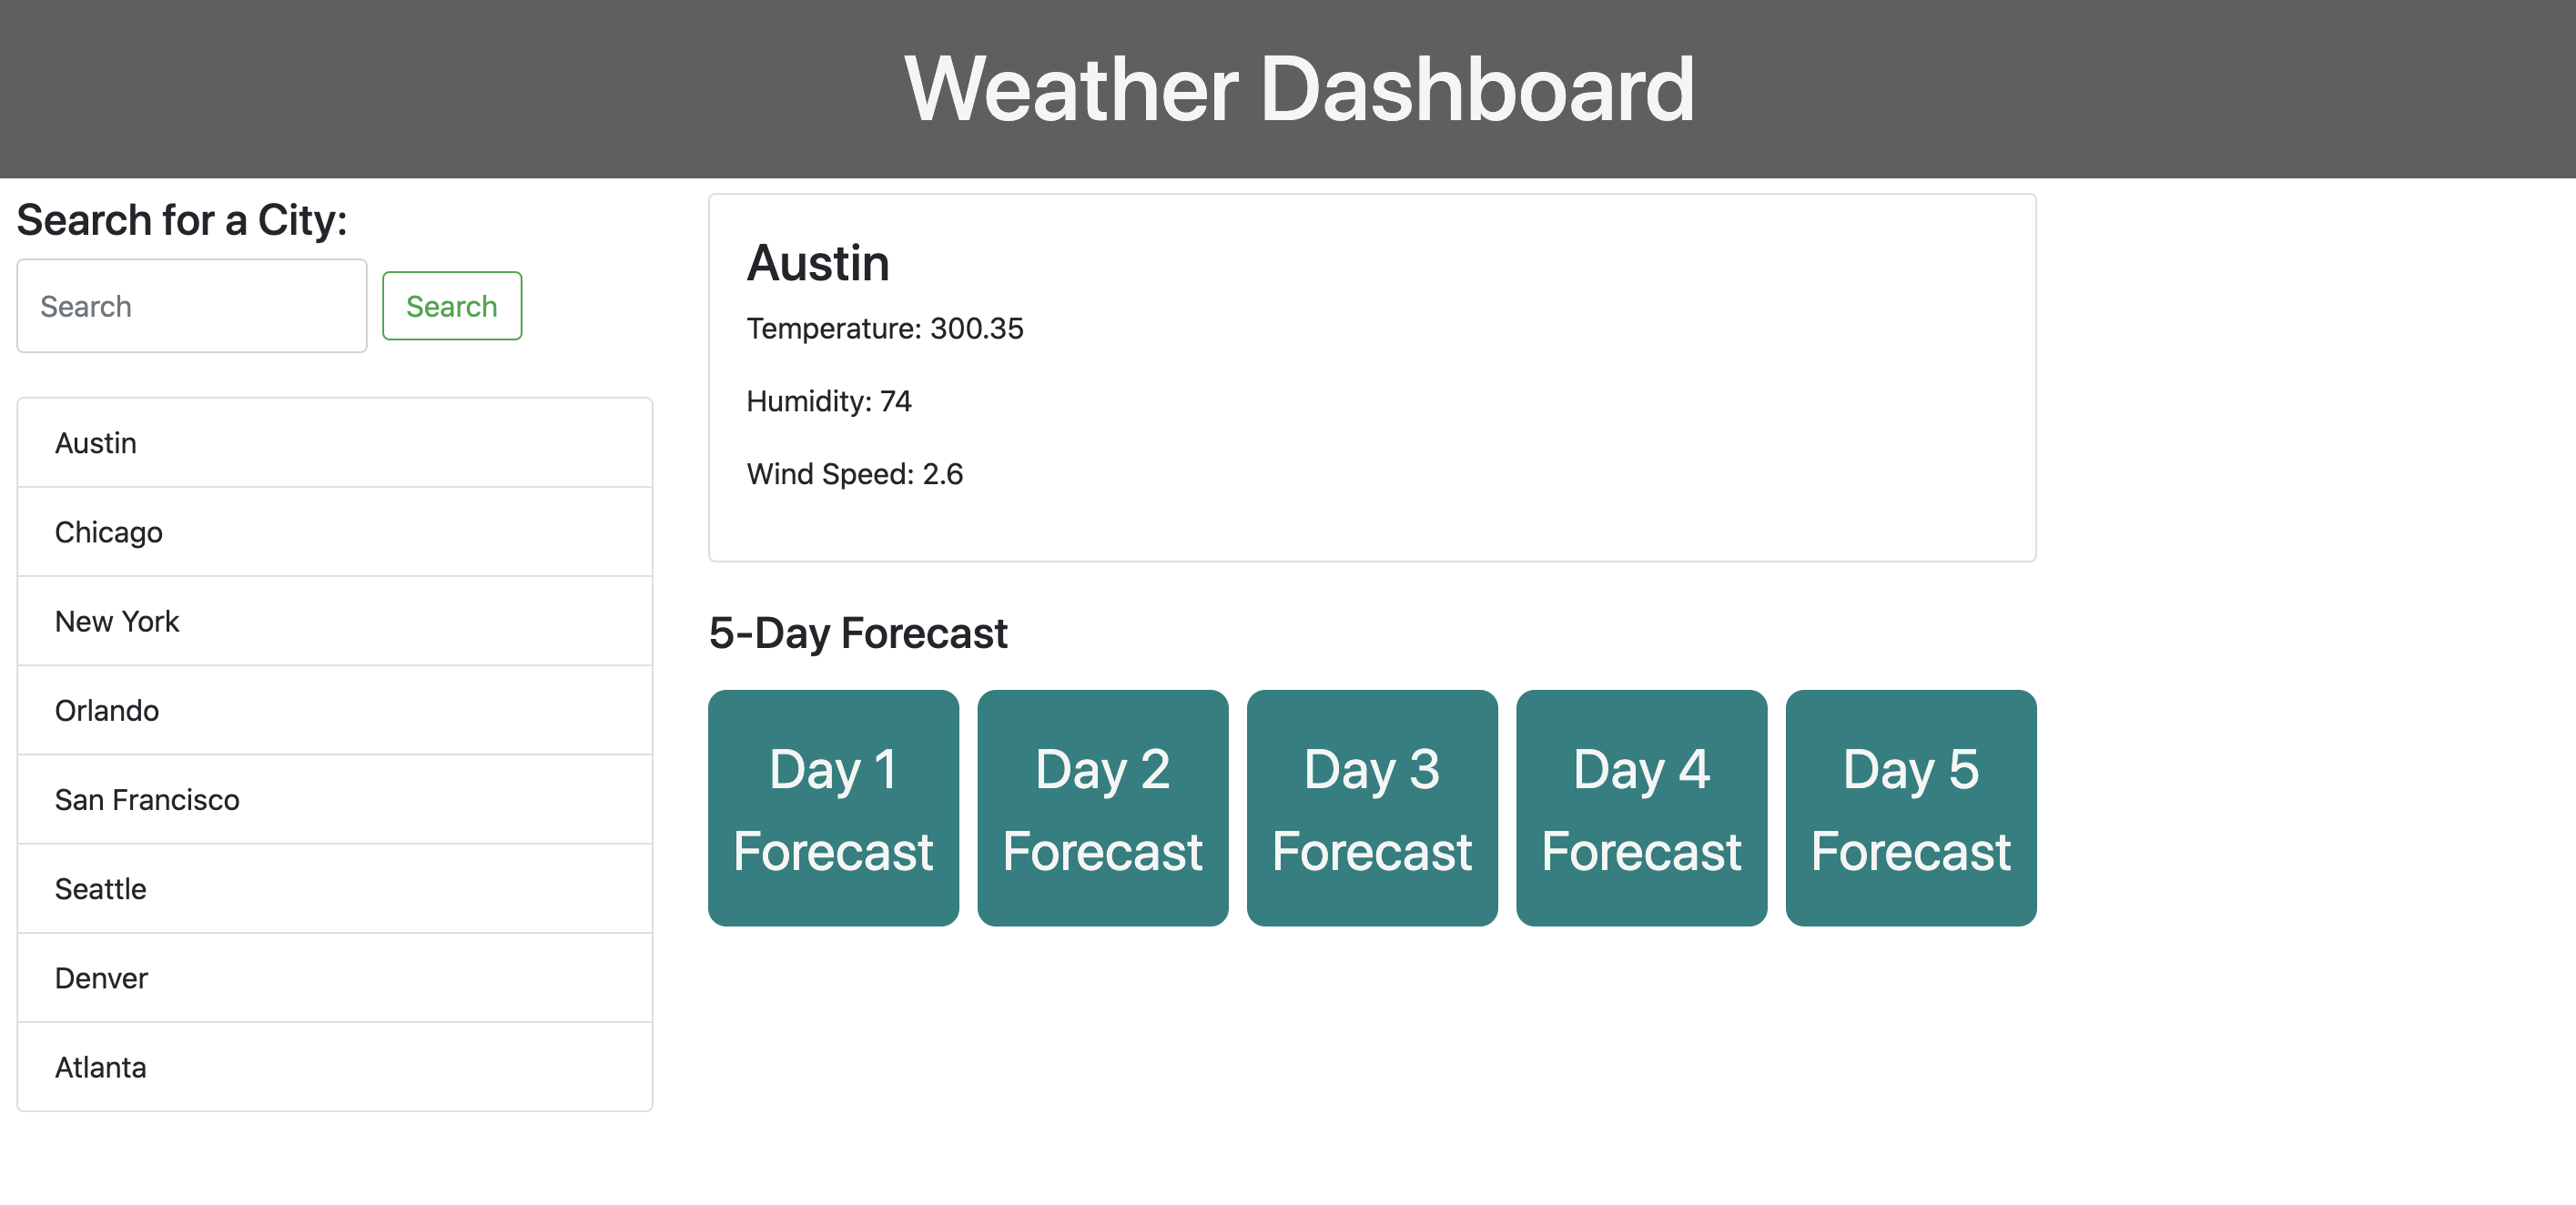 Weather Dashboard
Search for a City:
Search
Search
Austin
Chicago
New York
Orlando
San Francisco
Seattle
Denver
Atlanta
Austin
Temperature: 300.35
Humidity: 74
Wind Speed: 2.6
5-Day Forecast
Day 1
Forecast
Day 2
Forecast
Day 3
Forecast
Day 4
Forecast
Day 5
Forecast